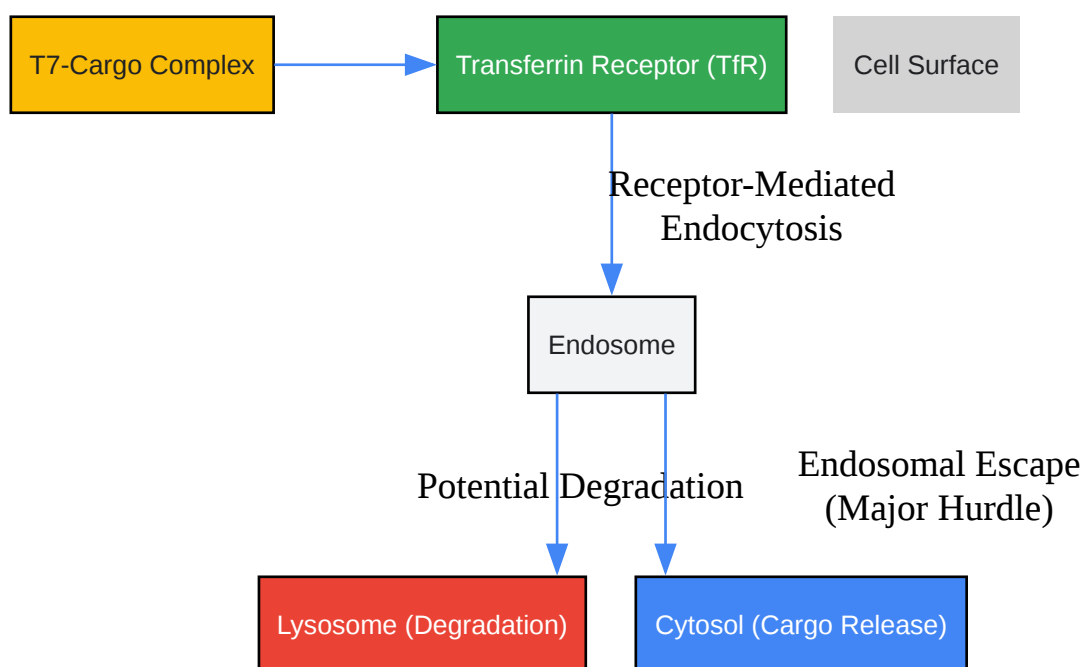 T7-Cargo Complex
Transferrin Receptor (TfR)
Cell Surface
Receptor-Mediated
Endocytosis
Endosome
Potential Degradation
Endosomal Escape
(Major Hurdle)
Lysosome (Degradation)
Cytosol (Cargo Release)